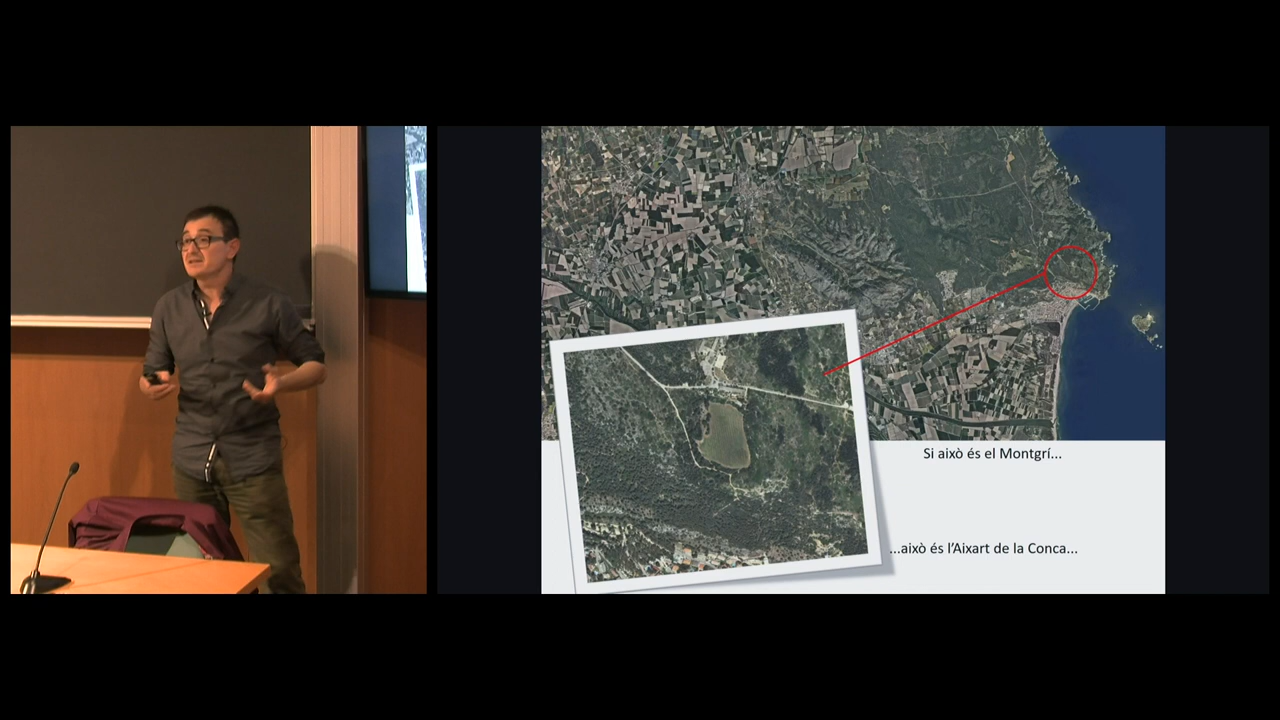 Si això és el Montgrí...
...això és l'Aixart de la Conca...